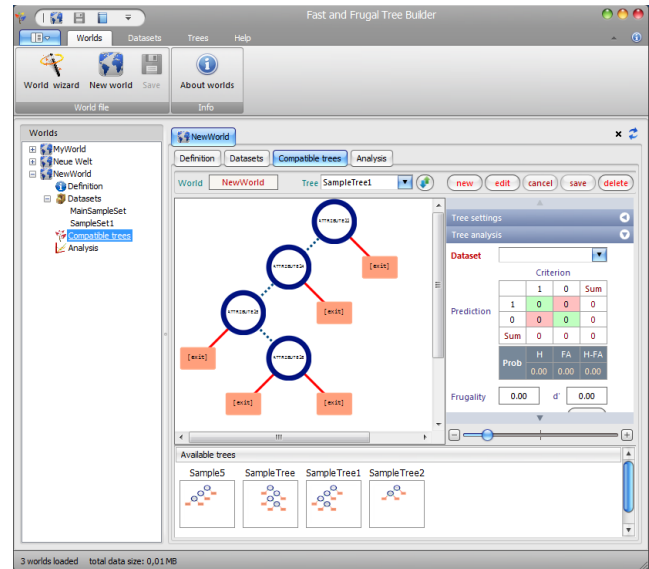 Fast and Frugal Tree Builder
Worlds Datasets Trees Help
World wizard New world Save About worlds
World file Info
Worlds
MyWorld
Neue Welt
NewWorld
Definition
Datasets
MainSampleSet
SampleSet1
Compatible trees
Analysis
NewWorld
Definition Datasets Compatible trees Analysis
World NewWorld Tree SampleTree1 new edit cancel save delete
[exit]
[exit]
[exit]
[exit] [exit]
Tree settings
Tree analysis
Dataset
Criterion
1 0 Sum
Prediction 1 0 0 0
0 0 0 0
Sum 0 0 0
Prob H FA H-FA
0.00 0.00 0.00
Frugality 0.00 d' 0.00
Available trees
Sample5 SampleTree SampleTree1 SampleTree2
3 worlds loaded total data size: 0,01 MB